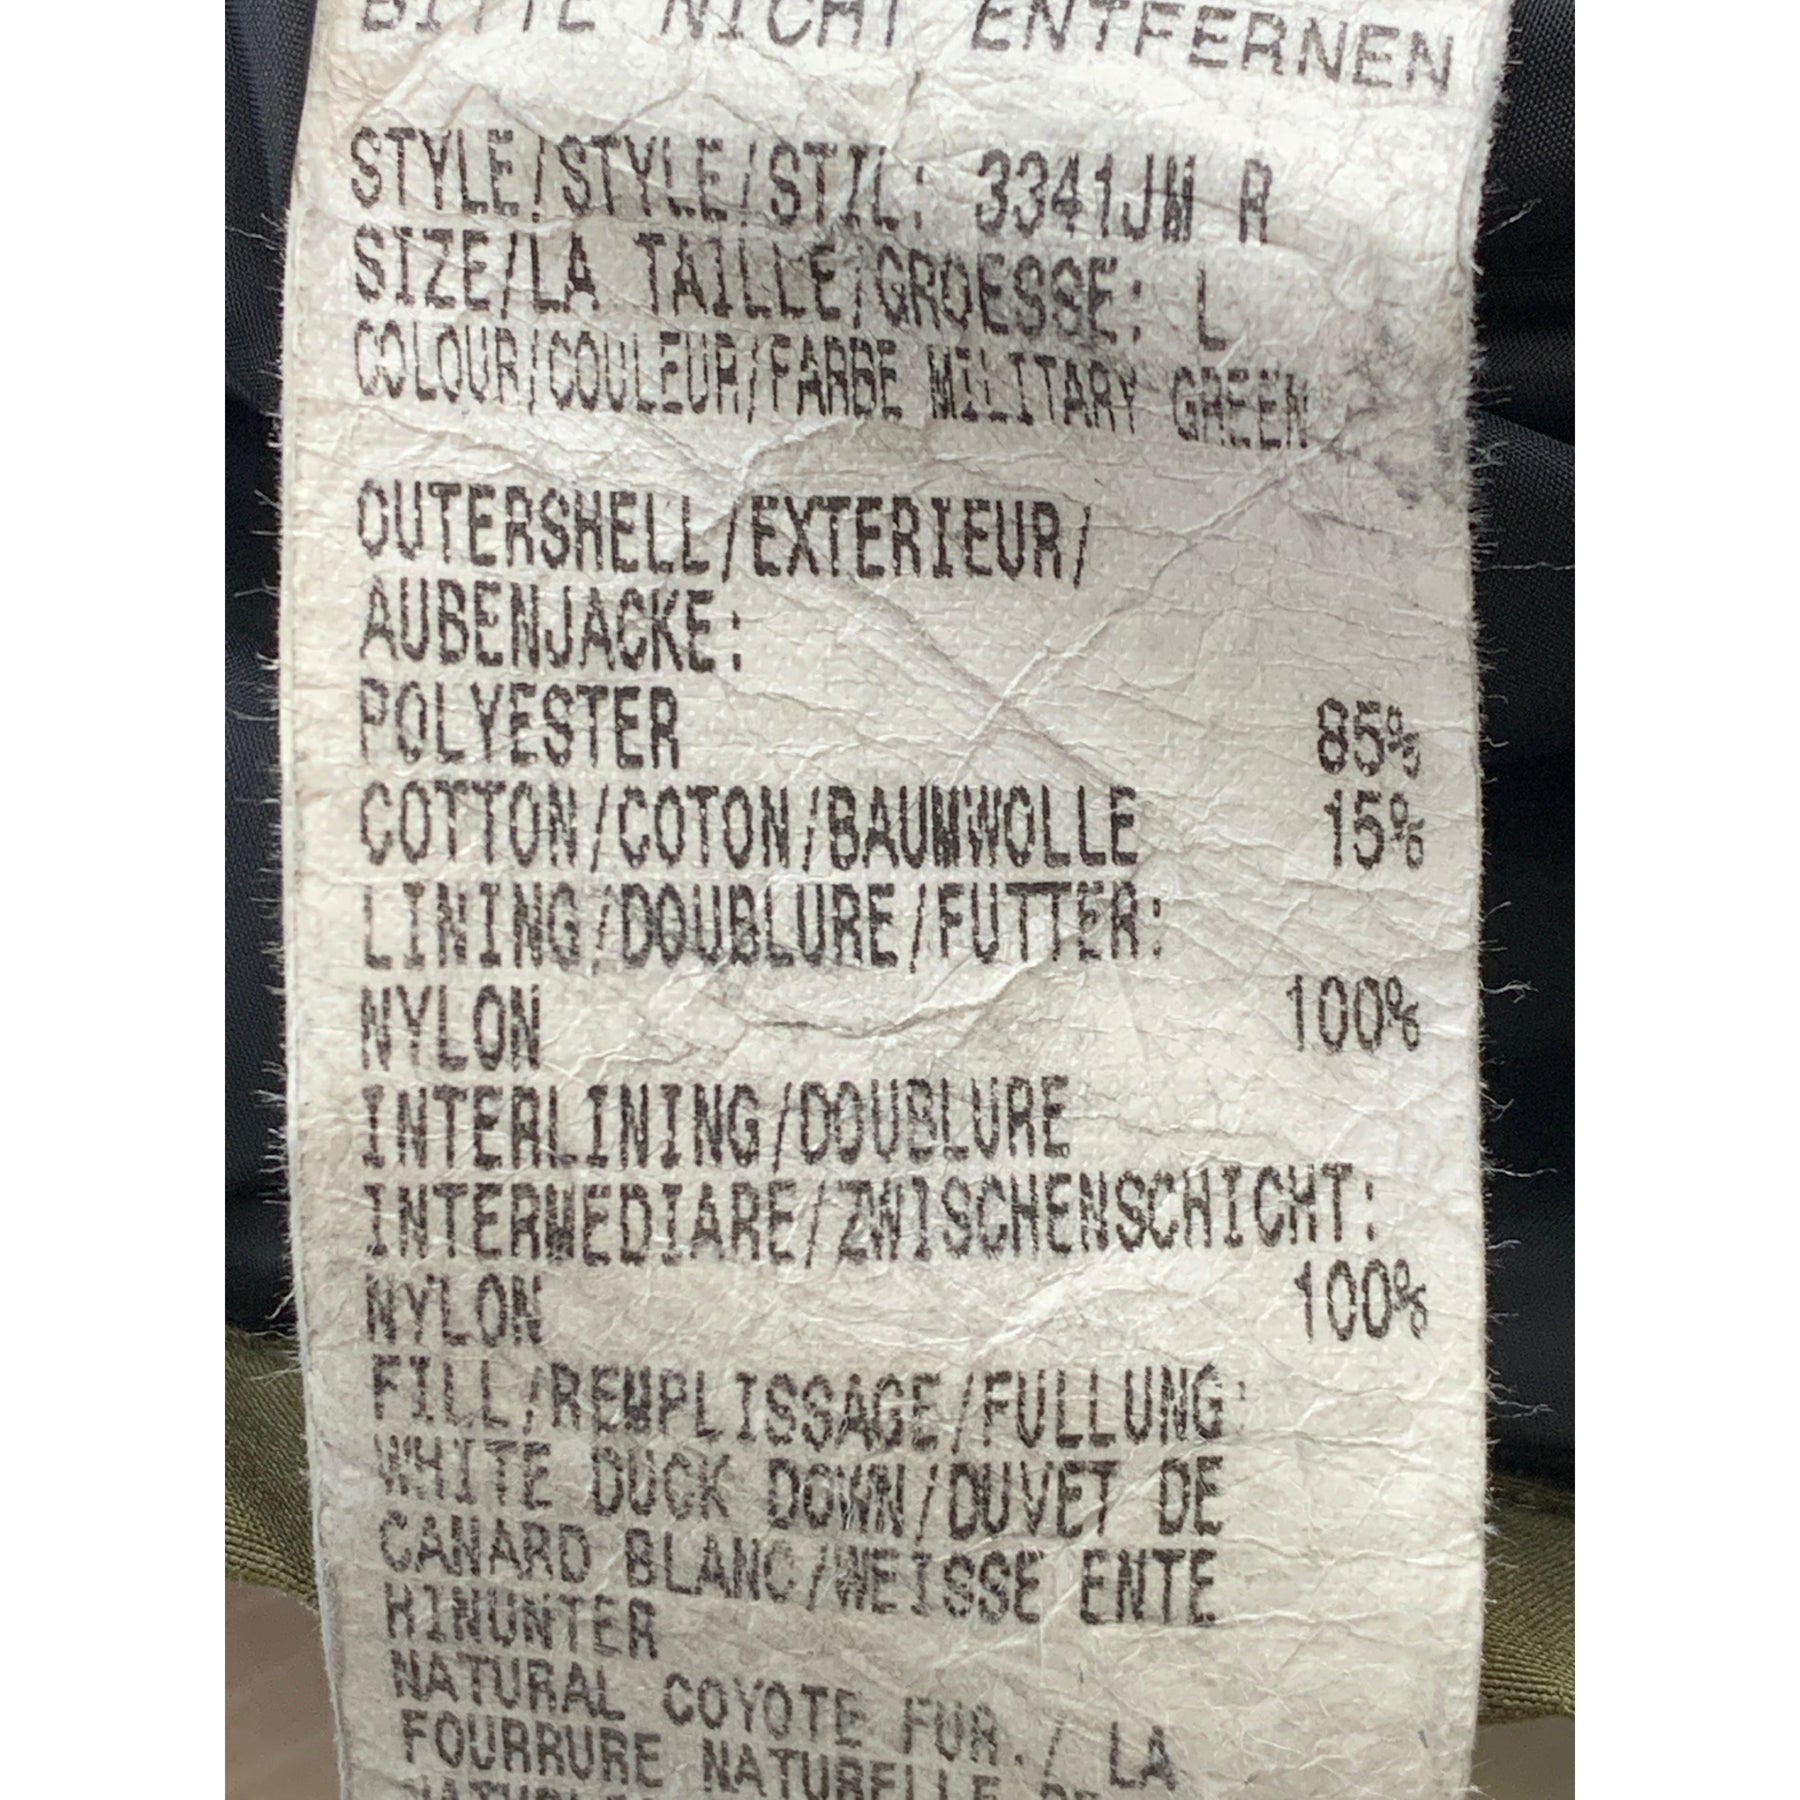 BITTE NICHT ENTFERNEN
STYLE/STYLE/STIL: 3341JM R
SIZE/LA TAILLE/GROESSE: L
COLOUR/COULEUR/FARBE MILITARY GREEN
OUTERSHELL/EXTERIEUR/
AUBENJACKE:
POLYESTER 85%
COTTON/COTON/BAUMWOLLE 15%
LINING/DOUBLURE/FUTTER:
NYLON 100%
INTERLINING/DOUBLURE
INTERMEDIARE/ZWISCHENSCHICHT:
NYLON 100%
FILL/REMPLISSAGE/FULLUNG:
WHITE DUCK DOWN/DUVET DE
CANARD BLANC/WEISSE ENTE
HINUNTER
NATURAL COYOTE FUR./ LA
FOURRURE NATURELLE DE